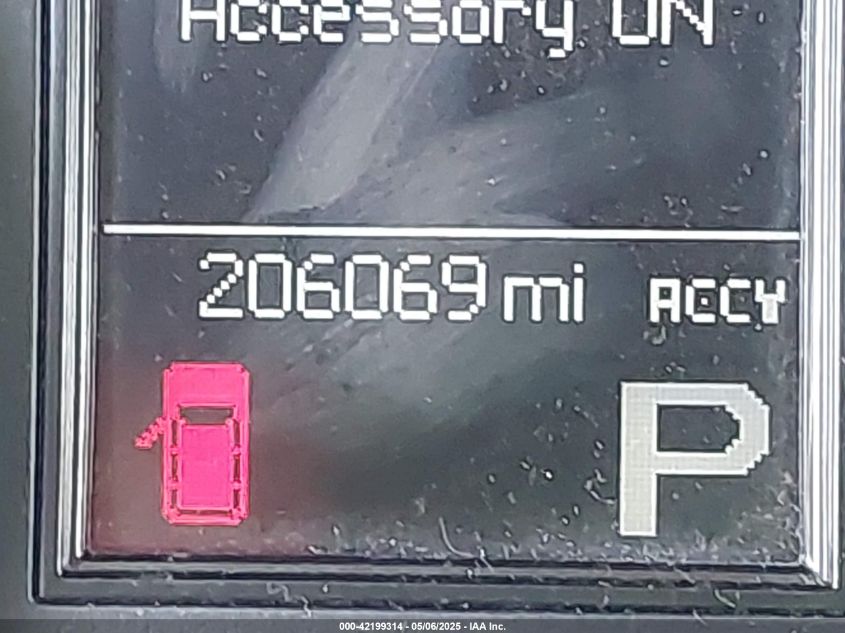 Accessory ON
206069 mi ACCY
P
000-42199314 - 05/06/2025 - IAA Inc.